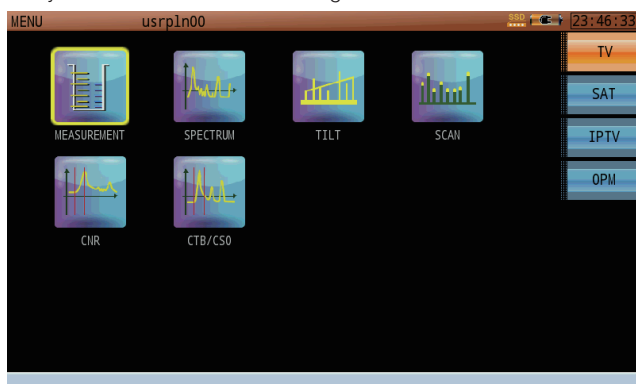 MENU usrpln00 SSD 23:46:33
TV
SAT
IPTV
OPM
MEASUREMENT SPECTRUM TILT SCAN
CNR CTB/CSO